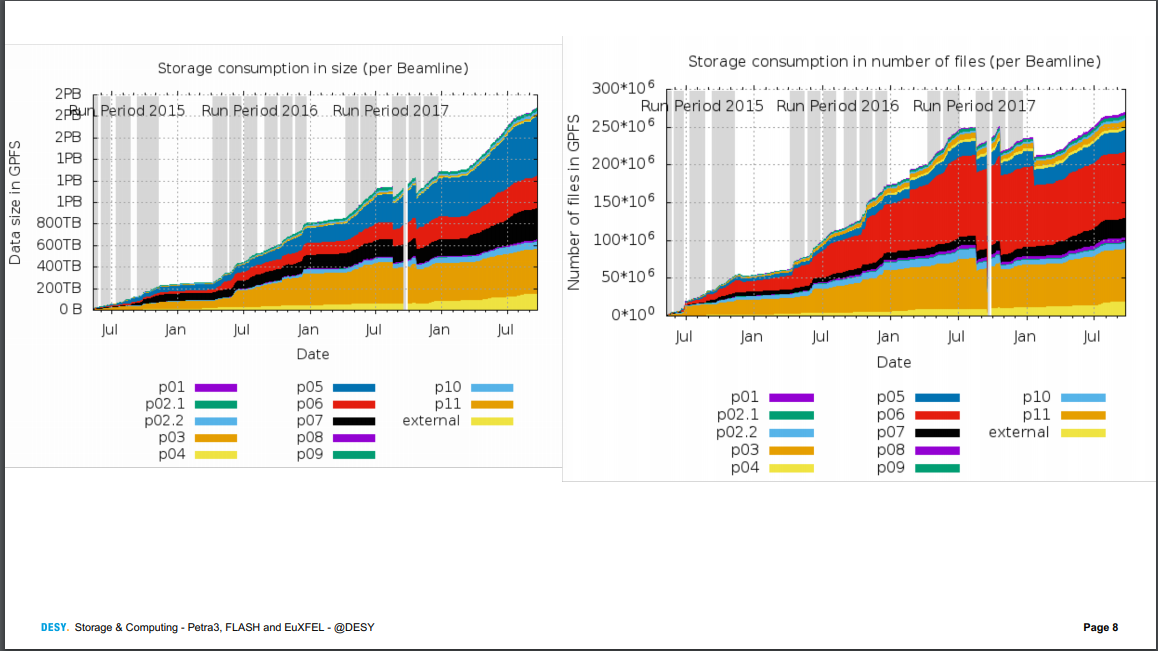 Storage consumption in size (per Beamline)
Data size in GPFS
2PB
2PB
2PB
1PB
1PB
1PB
800TB
600TB
400TB
200TB
0 B
Run Period 2015 Run Period 2016 Run Period 2017
Jul Jan Jul Jan Jul Jan Jul
Date
p01 p05 p10
p02.1 p06 p11
p02.2 p07 external
p03 p08
p04 p09
Storage consumption in number of files (per Beamline)
Number of files in GPFS
300*10⁶
250*10⁶
200*10⁶
150*10⁶
100*10⁶
50*10⁶
0*10⁰
Run Period 2015 Run Period 2016 Run Period 2017
Jul Jan Jul Jan Jul Jan Jul
Date
p01 p05 p10
p02.1 p06 p11
p02.2 p07 external
p03 p08
p04 p09
DESY. Storage & Computing - Petra3, FLASH and EuXFEL - @DESY
Page 8